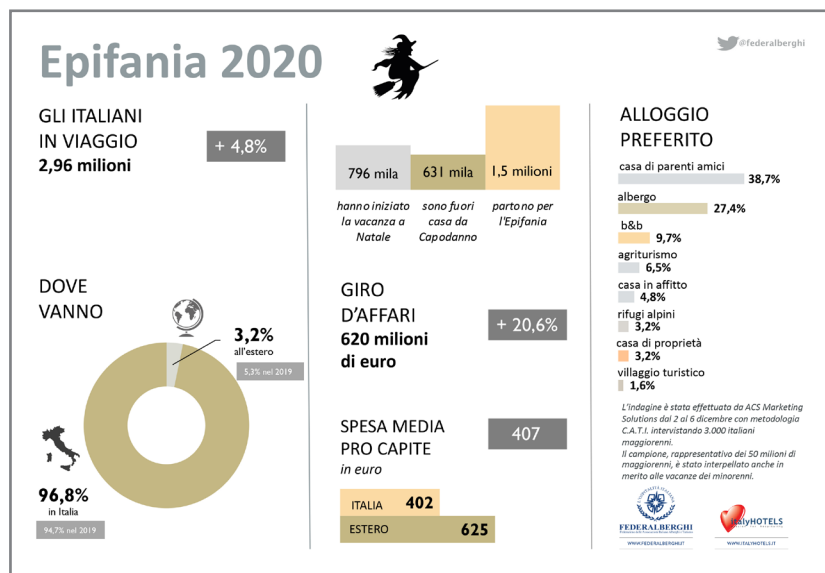 Epifania 2020
@federalberghi
GLI ITALIANI
IN VIAGGIO
2,96 milioni
+ 4,8%
796 mila
631 mila
1,5 milioni
hanno iniziato
la vacanza a
Natale
sono fuori
casa da
Capodanno
partono per
l'Epifania
ALLOGGIO
PREFERITO
casa di parenti amici
38,7%
albergo
27,4%
b&b
9,7%
agriturismo
6,5%
casa in affitto
4,8%
rifugi alpini
3,2%
casa di proprietà
3,2%
villaggio turistico
1,6%
DOVE
VANNO
3,2%
all'estero
5,3% nel 2019
96,8%
in Italia
94,7% nel 2019
GIRO
D'AFFARI
620 milioni
di euro
+ 20,6%
SPESA MEDIA
PRO CAPITE
in euro
407
ITALIA 402
ESTERO 625
L'indagine è stata effettuata da ACS Marketing
Solutions dal 2 al 6 dicembre con metodologia
C.A.T.I. intervistando 3.000 italiani
maggiorenni.
Il campione, rappresentativo dei 50 milioni di
maggiorenni, è stato interpellato anche in
merito alle vacanze dei minorenni.
FEDERALBERGHI
WWW.FEDERALBERGHI.IT
ItalyHOTELS
WWW.ITALYHOTELS.IT